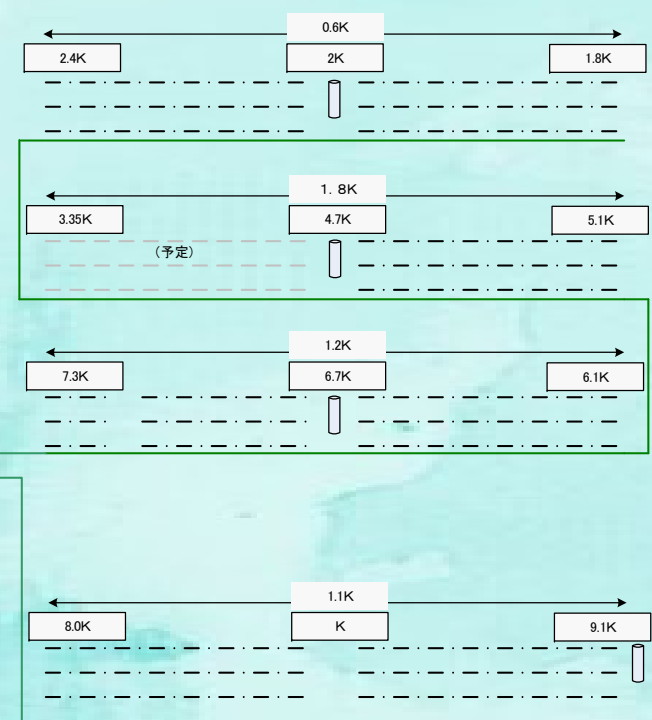 0.6K
2.4K 2K 1.8K
1. 8K
3.35K 4.7K 5.1K
(予定)
1.2K
7.3K 6.7K 6.1K
1.1K
8.0K K 9.1K